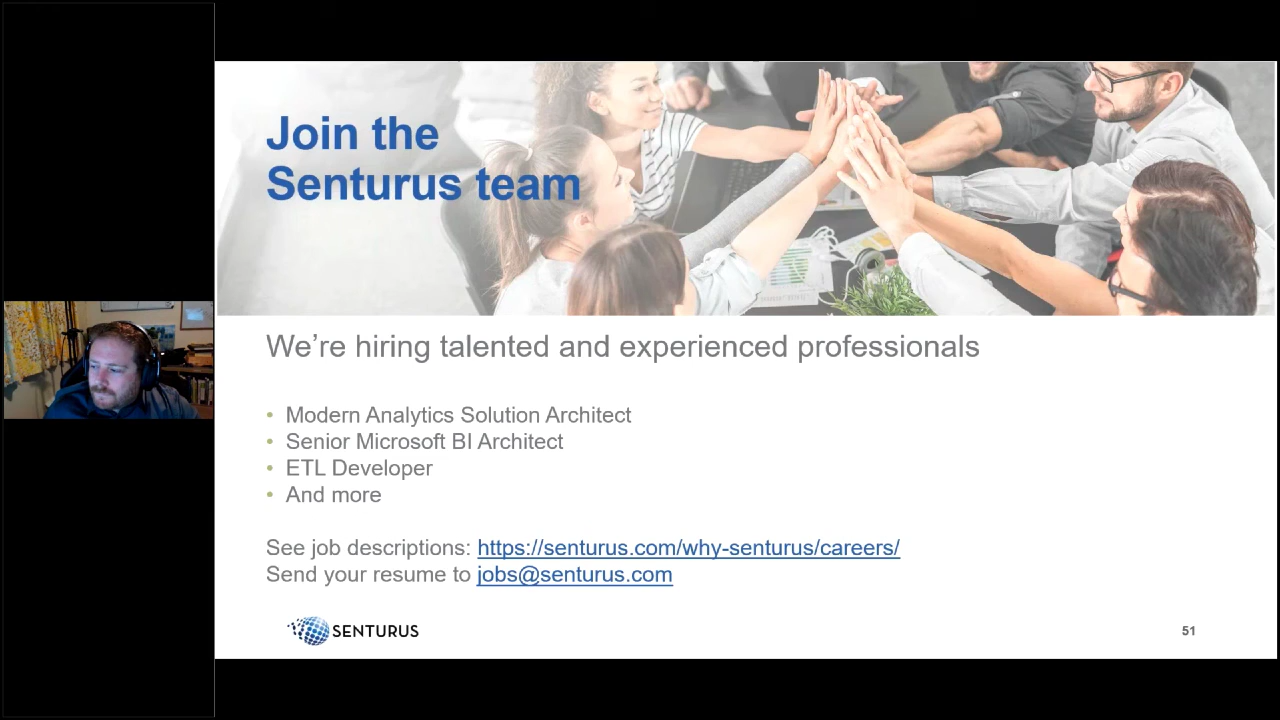 Join the
Senturus team
We’re hiring talented and experienced professionals
• Modern Analytics Solution Architect
• Senior Microsoft BI Architect
• ETL Developer
• And more
See job descriptions: https://senturus.com/why-senturus/careers/
Send your resume to jobs@senturus.com
SENTURUS
51